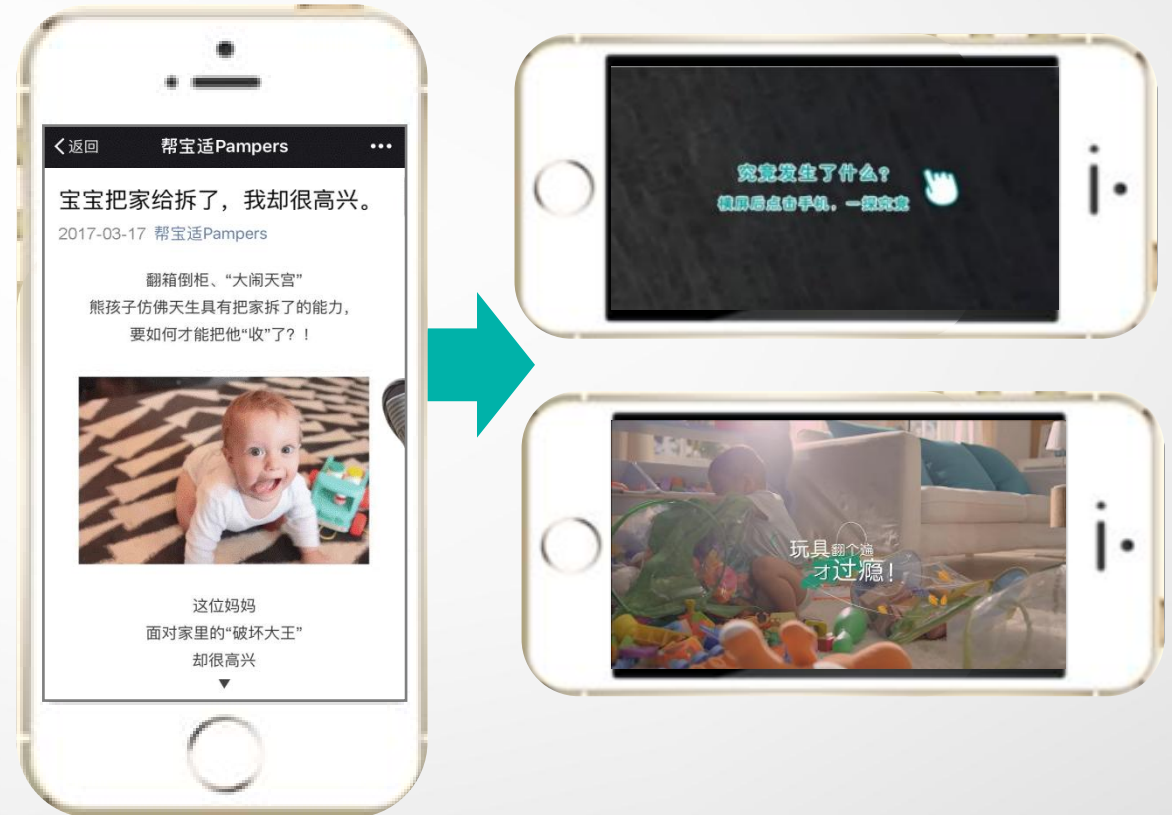 返回 帮宝适Pampers •••
宝宝把家给拆了，我却很高兴。
2017-03-17 帮宝适Pampers
翻箱倒柜、“大闹天宫”
熊孩子仿佛天生具有把家拆了的能力，
要如何才能把他“收”了？！
这位妈妈
面对家里的“破坏大王”
却很高兴
▼
究竟发生了什么？
横屏后点击手机，一探究竟
玩具翻个遍
才过瘾！